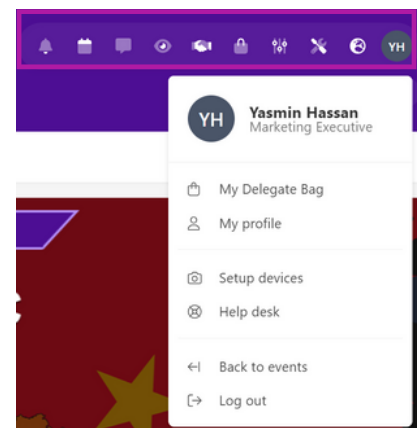 YH
YH
Yasmin Hassan
Marketing Executive
My Delegate Bag
My profile
Setup devices
Help desk
Back to events
Log out